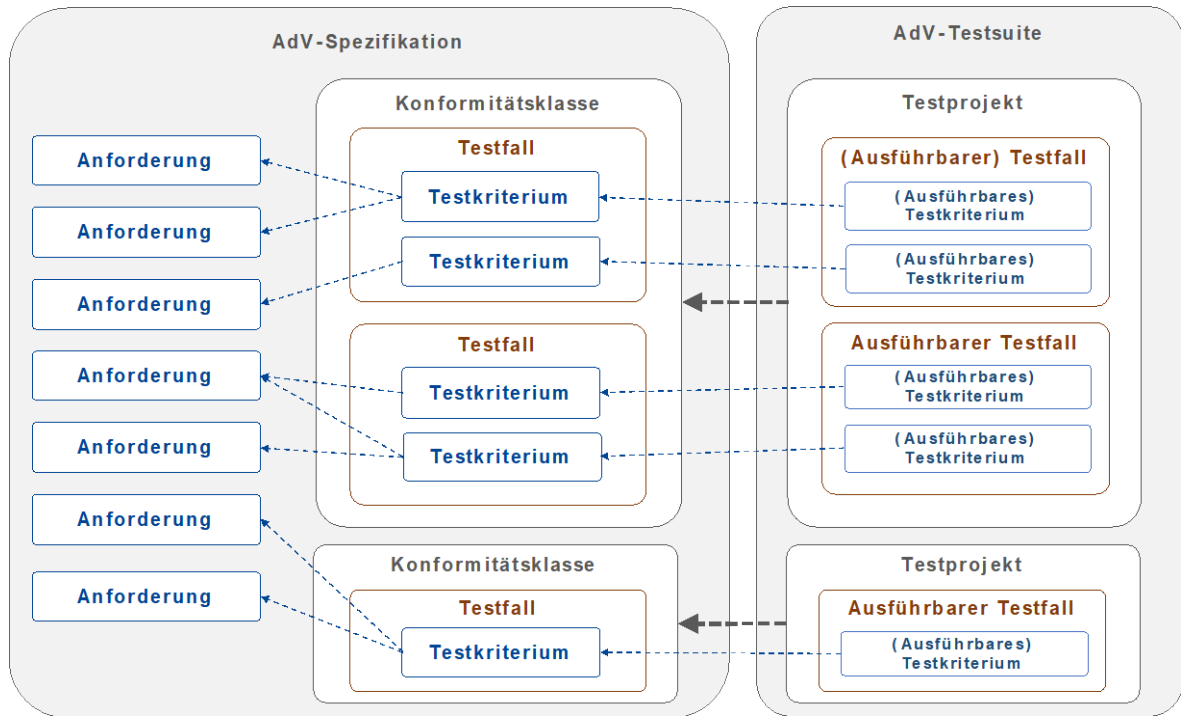 AdV-Spezifikation
Anforderung
Anforderung
Anforderung
Anforderung
Anforderung
Anforderung
Anforderung
Konformitätsklasse
Testfall
Testkriterium
Testkriterium
Testfall
Testkriterium
Testkriterium
Konformitätsklasse
Testfall
Testkriterium
AdV-Testsuite
Testprojekt
(Ausführbarer) Testfall
(Ausführbares)
Testkriterium
(Ausführbares)
Testkriterium
Ausführbarer Testfall
(Ausführbares)
Testkriterium
(Ausführbares)
Testkriterium
Testprojekt
Ausführbarer Testfall
(Ausführbares)
Testkriterium